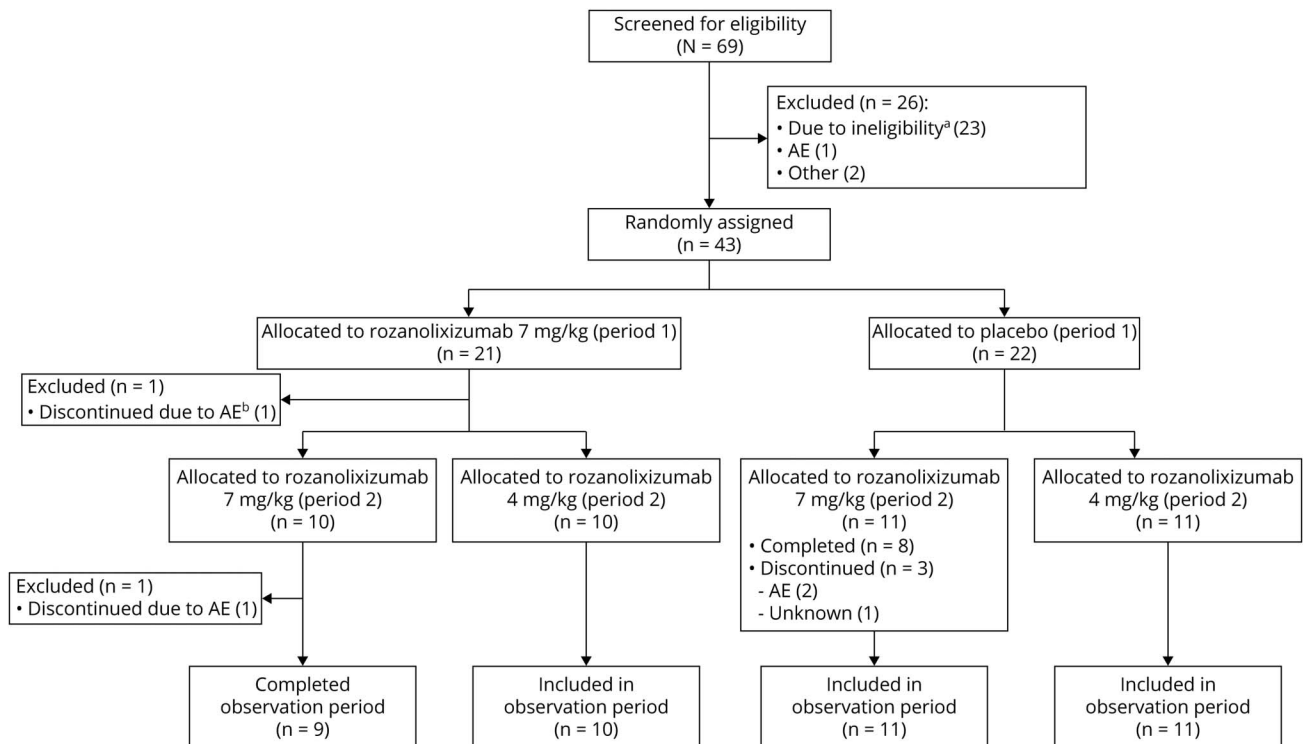 Screened for eligibility
(N = 69)
Excluded (n = 26):
• Due to ineligibilityᵃ (23)
• AE (1)
• Other (2)
Randomly assigned
(n = 43)
Allocated to rozanolixizumab 7 mg/kg (period 1)
(n = 21)
Allocated to placebo (period 1)
(n = 22)
Excluded (n = 1)
• Discontinued due to AEᵇ (1)
Allocated to rozanolixizumab
7 mg/kg (period 2)
(n = 10)
Allocated to rozanolixizumab
4 mg/kg (period 2)
(n = 10)
Allocated to rozanolixizumab
7 mg/kg (period 2)
(n = 11)
• Completed (n = 8)
• Discontinued (n = 3)
- AE (2)
- Unknown (1)
Allocated to rozanolixizumab
4 mg/kg (period 2)
(n = 11)
Excluded (n = 1)
• Discontinued due to AE (1)
Completed
observation period
(n = 9)
Included in
observation period
(n = 10)
Included in
observation period
(n = 11)
Included in
observation period
(n = 11)